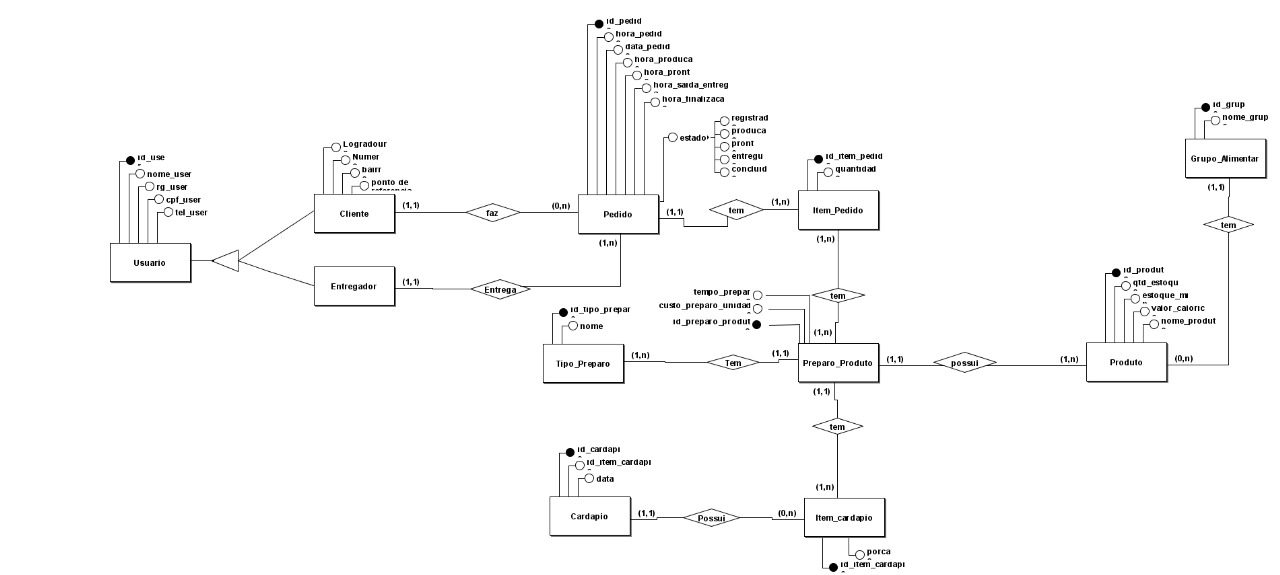 id_pedid
hora_pedid
data_pedid
hora_produca
hora_pront
hora_saida_entreg
hora_finalizaca
estado
registrad
produca
pront
entregu
concluid
id_grup
nome_grup
Grupo_Alimentar
(1,1)
tem
(0,n)
id_use
nome_user
rg_user
cpf_user
tel_user
Usuario
Logradour
Numer
bairr
ponto de
Cliente
(1,1)
faz
(0,n)
Pedido
(1,1)
tem
(1,n)
id_item_pedid
quantidad
Item_Pedido
(1,n)
(1,n)
Entregador
(1,1)
Entrega
tem
(1,n)
tempo_prepar
custo_preparo_unidad
id_preparo_produt
id_tipo_prepar
nome
Tipo_Preparo
(1,n)
Tem
(1,1)
Preparo_Produto
(1,1)
possui
(1,n)
id_produt
qtd_estoqu
estoque_mi
valor_caloric
nome_produt
Produto
(1,1)
tem
(1,n)
id_cardapi
id_item_cardapi
data
Cardapio
(1,1)
Possui
(0,n)
Item_cardapio
porca
id_item_cardapi